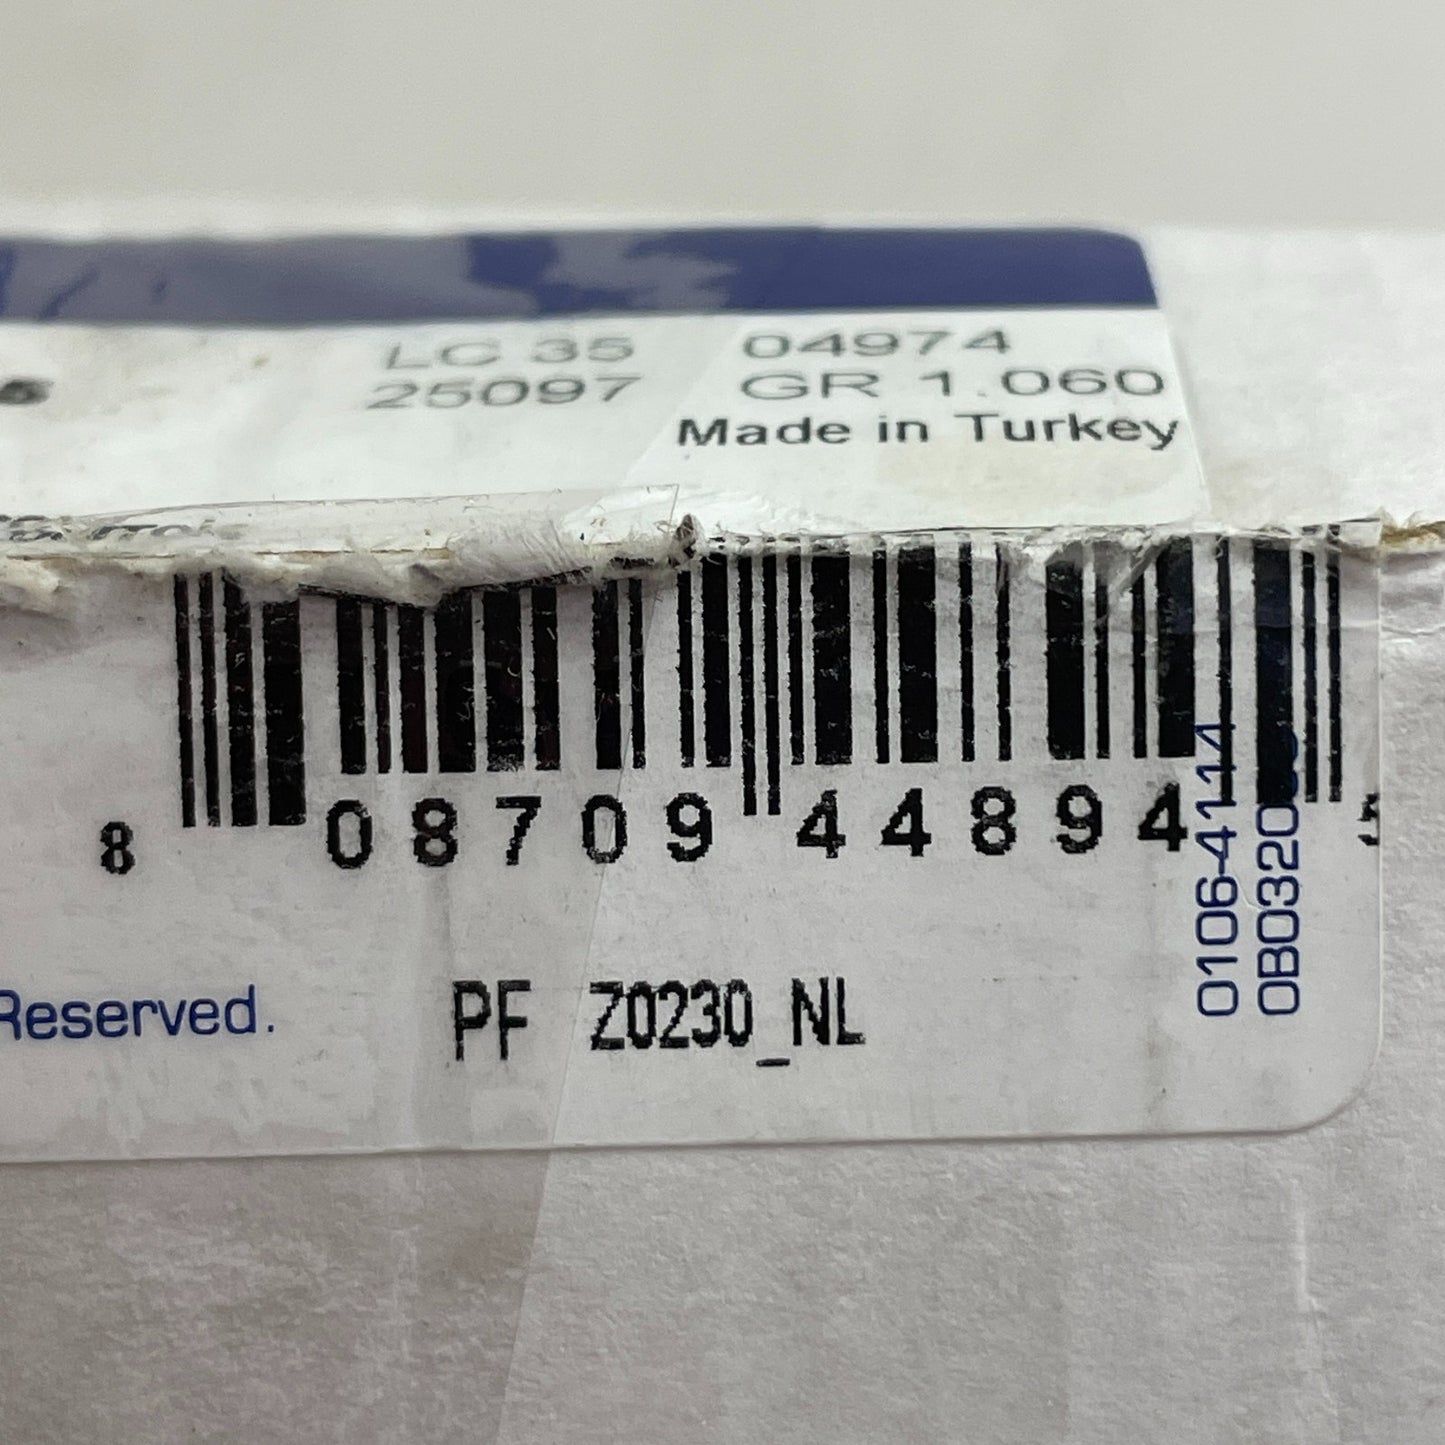 LC 35 04974
25097 GR 1.060
Made in Turkey
8 08709 44894 5
Reserved.
PF Z0230_NL
0106-4114
0B0320